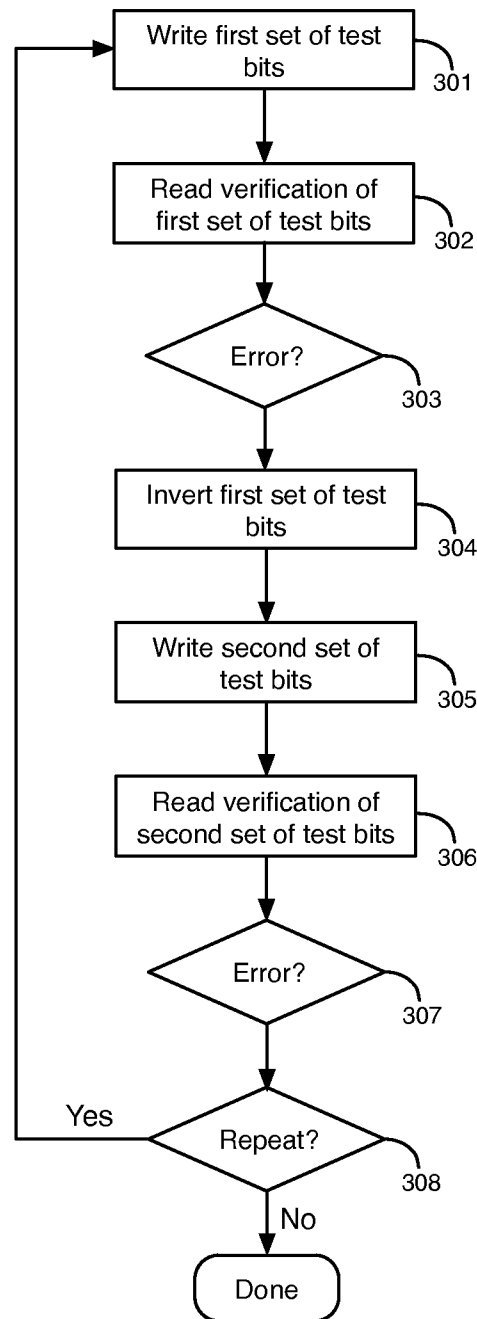 Write first set of test
bits
301
Read verification of
first set of test bits
302
Error?
303
Invert first set of test
bits
304
Write second set of
test bits
305
Read verification of
second set of test bits
306
Error?
307
Yes
Repeat?
308
No
Done